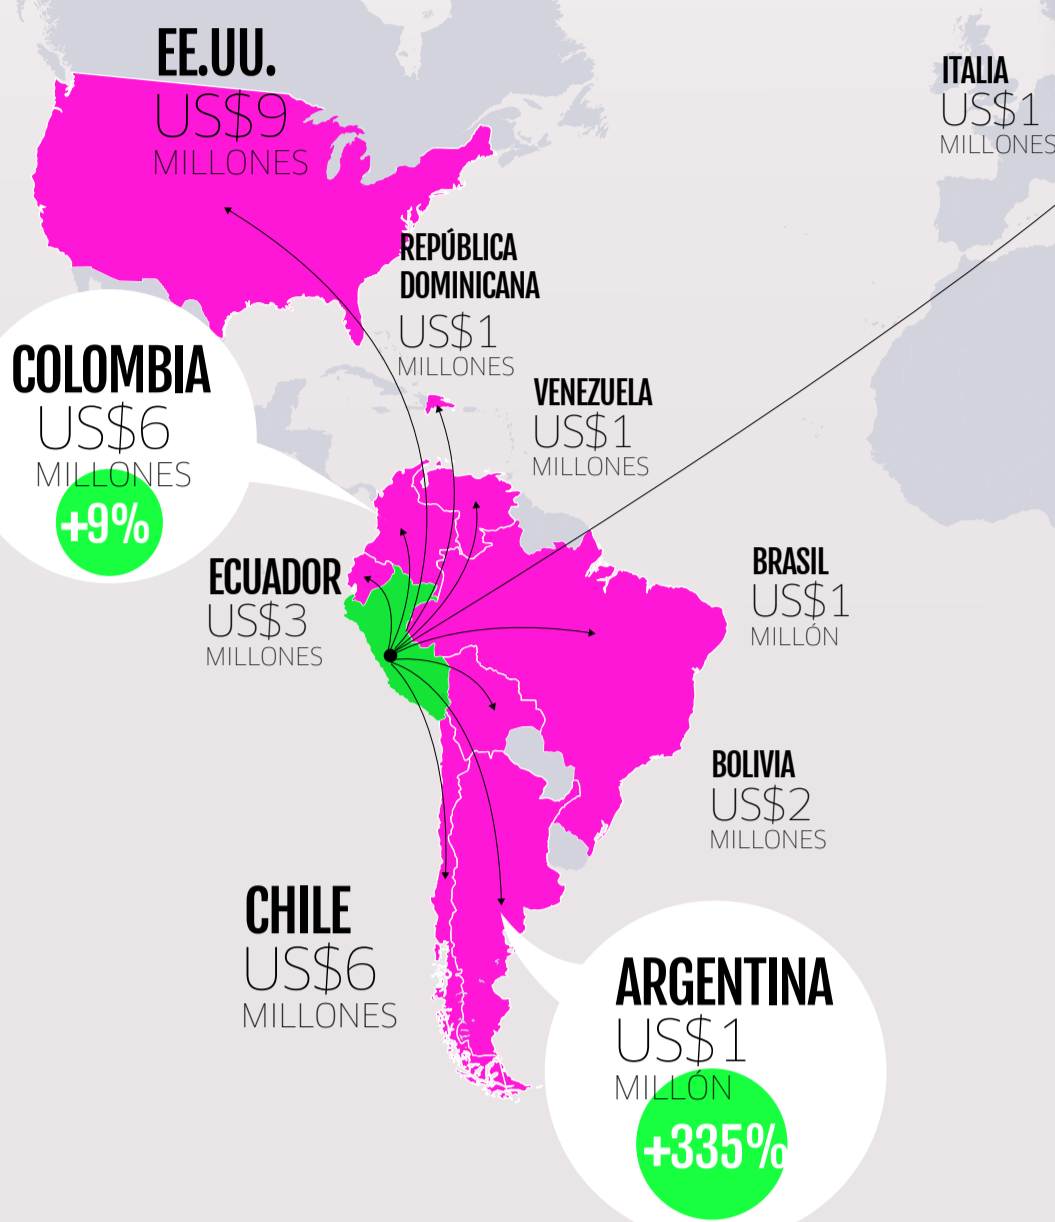 EE.UU.
US$9
MILLONES
ITALIA
US$1
MILLONES
REPÚBLICA
DOMINICANA
US$1
MILLONES
COLOMBIA
US$6
MILLONES
+9%
VENEZUELA
US$1
MILLONES
ECUADOR
US$3
MILLONES
BRASIL
US$1
MILLÓN
BOLIVIA
US$2
MILLONES
CHILE
US$6
MILLONES
ARGENTINA
US$1
MILLÓN
+335%